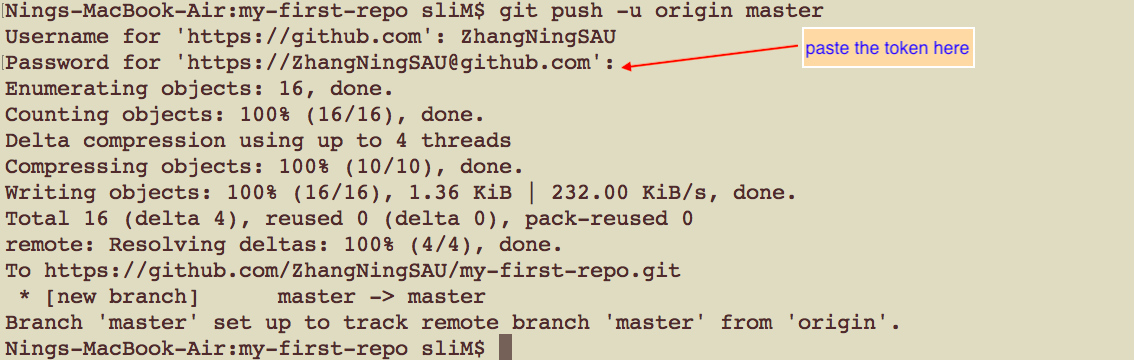 Nings-MacBook-Air:my-first-repo sliM$ git push -u origin master
Username for 'https://github.com': ZhangNingSAU
Password for 'https://ZhangNingSAU@github.com':
paste the token here
Enumerating objects: 16, done.
Counting objects: 100% (16/16), done.
Delta compression using up to 4 threads
Compressing objects: 100% (10/10), done.
Writing objects: 100% (16/16), 1.36 KiB | 232.00 KiB/s, done.
Total 16 (delta 4), reused 0 (delta 0), pack-reused 0
remote: Resolving deltas: 100% (4/4), done.
To https://github.com/ZhangNingSAU/my-first-repo.git
 * [new branch]      master -> master
Branch 'master' set up to track remote branch 'master' from 'origin'.
Nings-MacBook-Air:my-first-repo sliM$